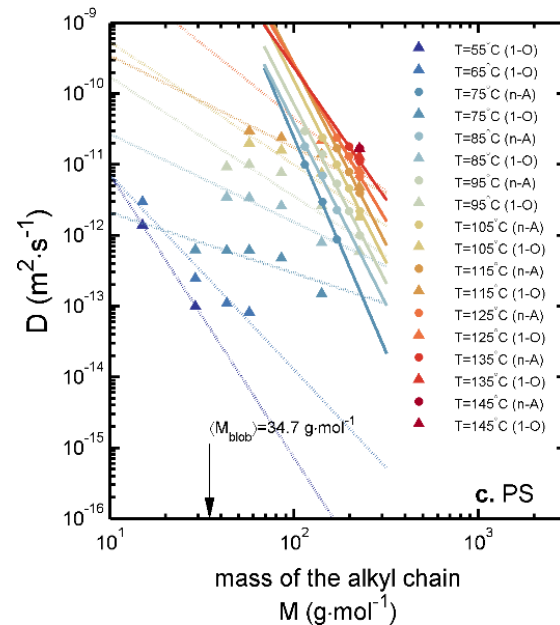 10⁻⁹
10⁻¹⁰
10⁻¹¹
10⁻¹²
10⁻¹³
10⁻¹⁴
10⁻¹⁵
10⁻¹⁶
D (m²·s⁻¹)
T=55°C (1-O)
T=65°C (1-O)
T=75°C (n-A)
T=75° (1-O)
T=85°C (n-A)
T=85°C (1-O)
T=95°C (n-A)
T=95°C (1-O)
T=105°C (n-A)
T=105°C (1-O)
T=115°C (n-A)
T=115°C (1-O)
T=125°C (n-A)
T=125°C (1-O)
T=135°C (n-A)
T=135°C (1-O)
T=145°C (n-A)
T=145°C (1-O)
⟨M_blob⟩=34.7 g·mol⁻¹
c. PS
10¹ 10² 10³
mass of the alkyl chain
M (g·mol⁻¹)